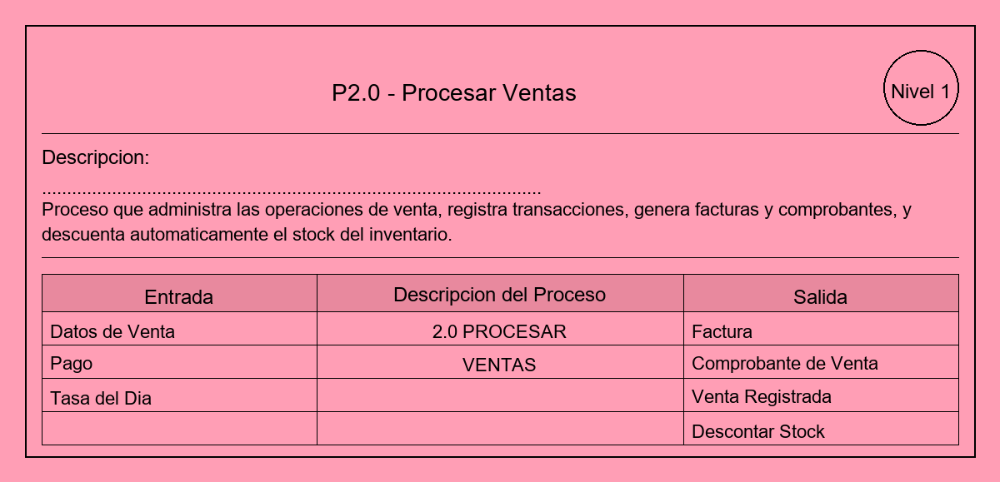 P2.0 - Procesar Ventas
Nivel 1
Descripcion:
....................................................................................................
Proceso que administra las operaciones de venta, registra transacciones, genera facturas y comprobantes, y
descuenta automaticamente el stock del inventario.
Entrada
Descripcion del Proceso
Salida
Datos de Venta
2.0 PROCESAR
Factura
Pago
VENTAS
Comprobante de Venta
Tasa del Dia
Venta Registrada
Descontar Stock